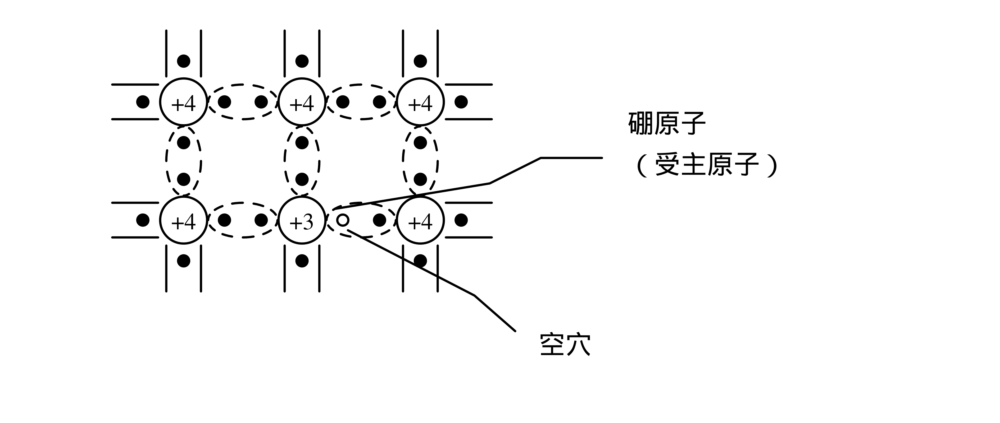 +4 +4 +4
硼原子
（受主原子）
+4 +3 +4
空穴